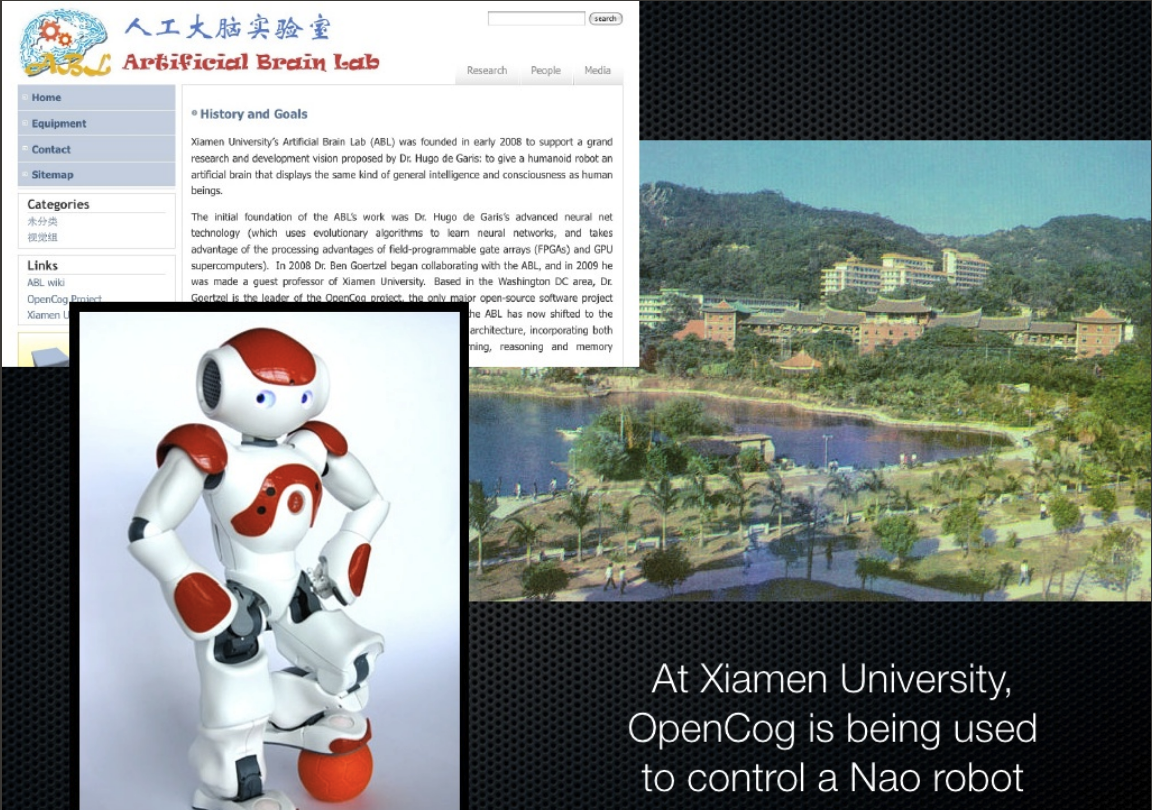 人工大脑实验室
search
ABL
Artificial Brain Lab
Research People Media
Home
Equipment
Contact
Sitemap
Categories
未分类
视觉组
Links
ABL wiki
OpenCog Project
Xiamen U
History and Goals
Xiamen University's Artificial Brain Lab (ABL) was founded in early 2008 to support a grand
research and development vision proposed by Dr. Hugo de Garis: to give a humanoid robot an
artificial brain that displays the same kind of general intelligence and consciousness as human
beings.
The initial foundation of the ABL's work was Dr. Hugo de Garis's advanced neural net
technology (which uses evolutionary algorithms to learn neural networks, and takes
advantage of the processing advantages of field-programmable gate arrays (FPGAs) and GPU
supercomputers). In 2008 Dr. Ben Goertzel began collaborating with the ABL, and in 2009 he
was made a guest professor of Xiamen University. Based in the Washington DC area, Dr.
Goertzel is the leader of the OpenCog project, the only major open-source software project
the ABL has now shifted to the
architecture, incorporating both
reasoning and memory
At Xiamen University,
OpenCog is being used
to control a Nao robot